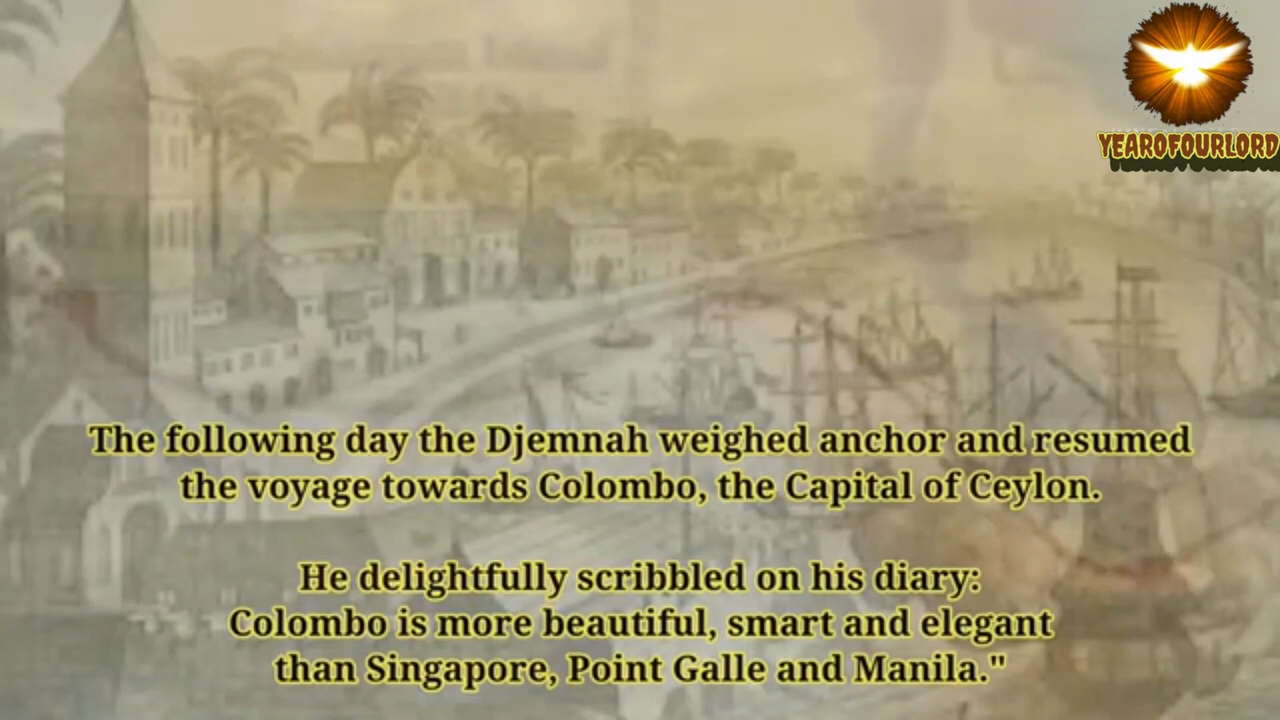 YEAROFOURLORD
The following day the Djemnah weighed anchor and resumed
the voyage towards Colombo, the Capital of Ceylon.
He delightfully scribbled on his diary:
Colombo is more beautiful, smart and elegant
than Singapore, Point Galle and Manila."